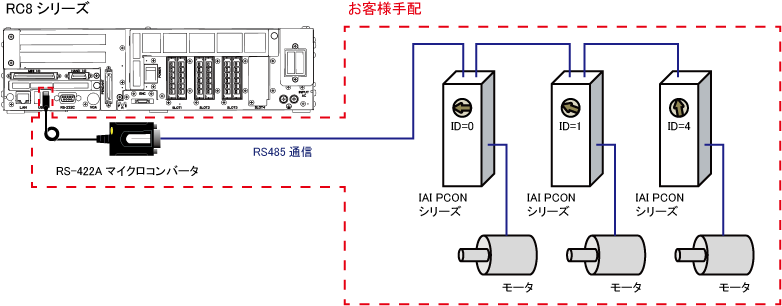 RC8 シリーズ
お客様手配
ID=0
ID=1
ID=4
RS485 通信
RS-422A マイクロコンバータ
IAI PCON
シリーズ
IAI PCON
シリーズ
IAI PCON
シリーズ
モータ
モータ
モータ